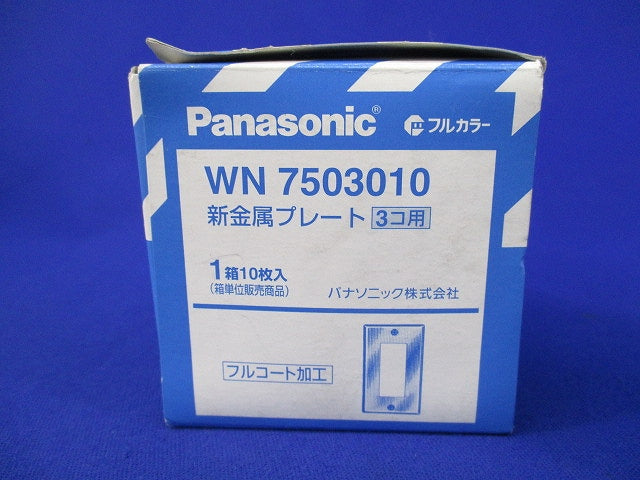 Panasonic® フルカラー
WN 7503010
新金属プレート 3コ用
1箱10枚入
(箱単位販売商品)
パナソニック株式会社
フルコート加工